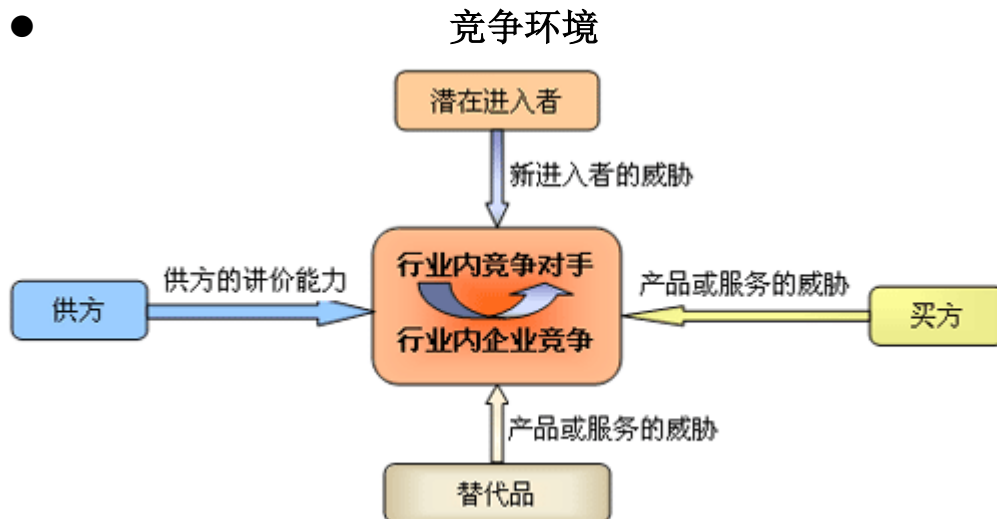 竞争环境
潜在进入者
新进入者的威胁
行业内竞争对手
行业内企业竞争
供方的讲价能力
供方
产品或服务的威胁
买方
产品或服务的威胁
替代品